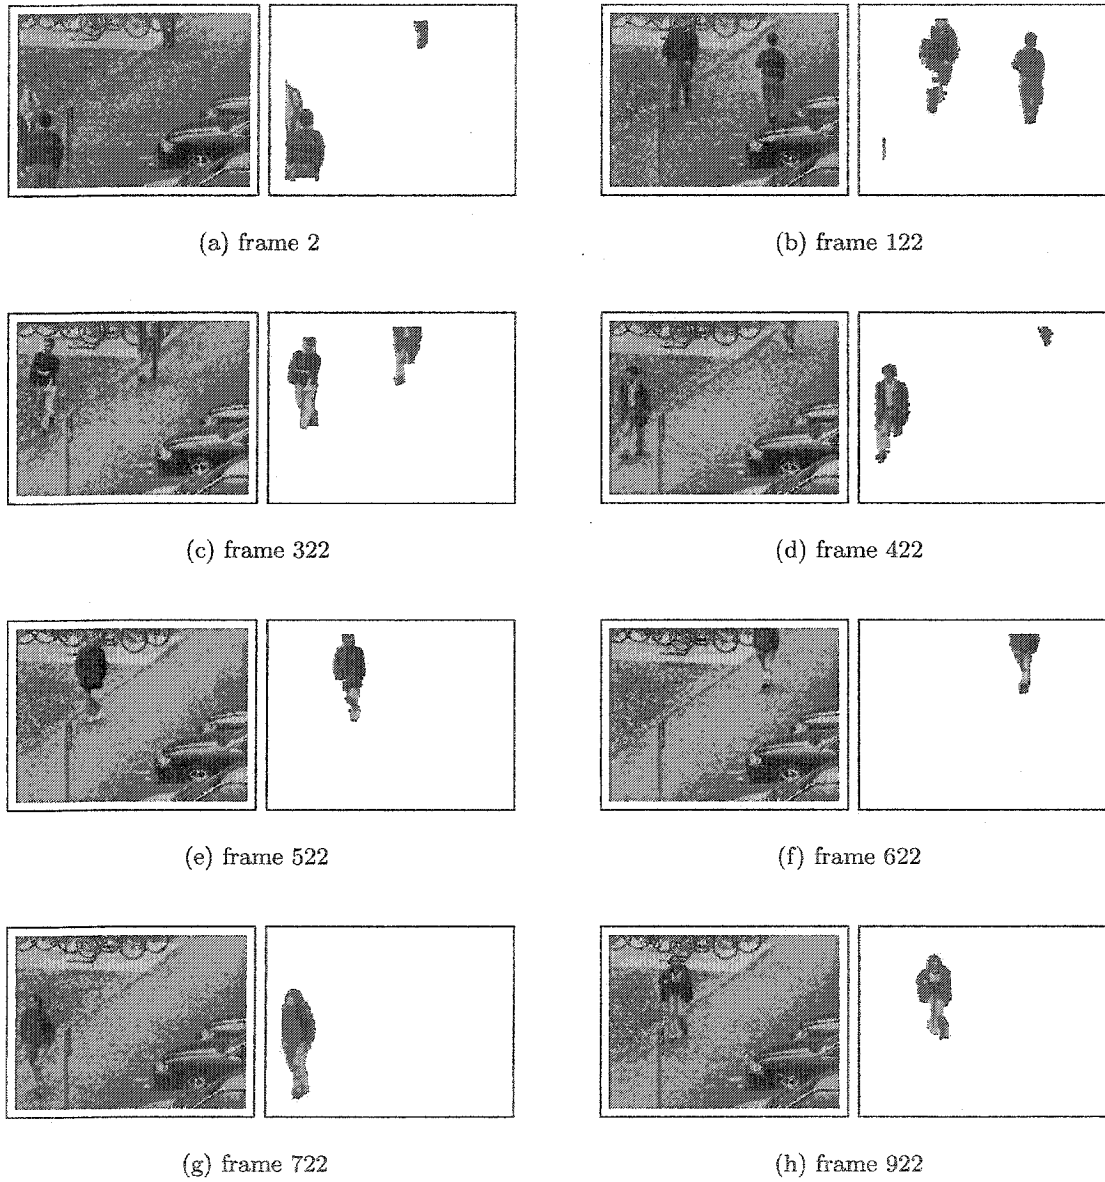 (a) frame 2
(b) frame 122
(c) frame 322
(d) frame 422
(e) frame 522
(f) frame 622
(g) frame 722
(h) frame 922